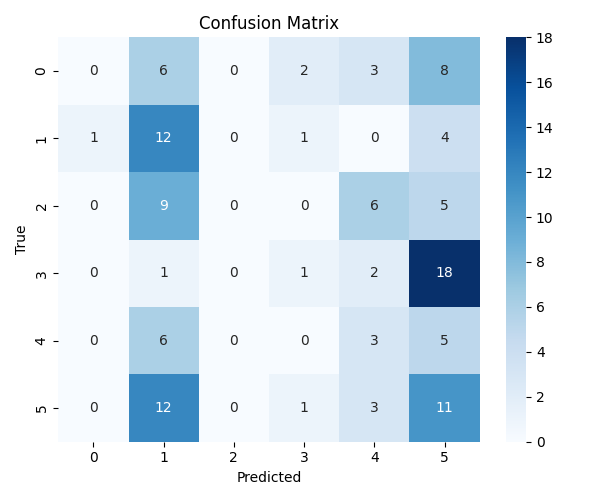 Confusion Matrix
18
0 0 6 0 2 3 8
16
14
1 1 12 0 1 0 4
12
2 0 9 0 0 6 5
10
True
8
3 0 1 0 1 2 18
6
4 0 6 0 0 3 5
4
5 0 12 0 1 3 11
2
0
0 1 2 3 4 5
Predicted